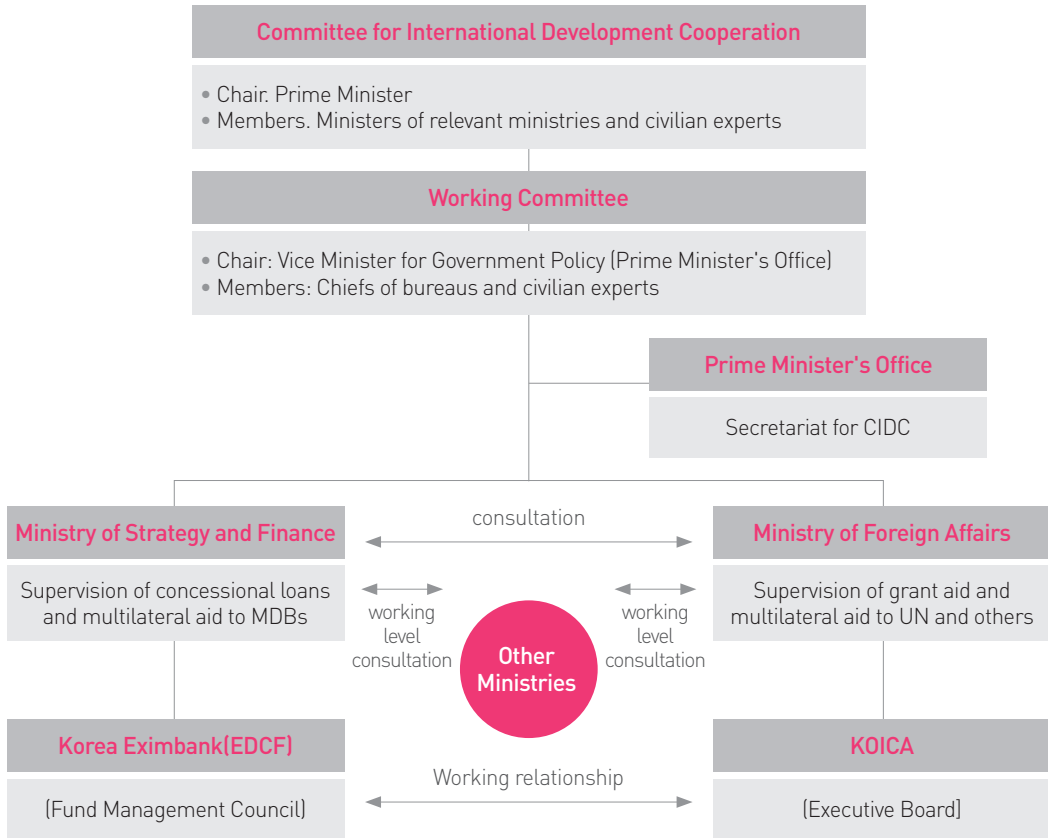 Committee for International Development Cooperation
• Chair. Prime Minister
• Members. Ministers of relevant ministries and civilian experts
Working Committee
• Chair: Vice Minister for Government Policy (Prime Minister's Office)
• Members: Chiefs of bureaus and civilian experts
Prime Minister's Office
Secretariat for CIDC
Ministry of Strategy and Finance
consultation
Ministry of Foreign Affairs
Supervision of concessional loans
and multilateral aid to MDBs
working
level
consultation
Other
Ministries
working
level
consultation
Supervision of grant aid and
multilateral aid to UN and others
Korea Eximbank(EDCF)
Working relationship
KOICA
(Fund Management Council)
(Executive Board]